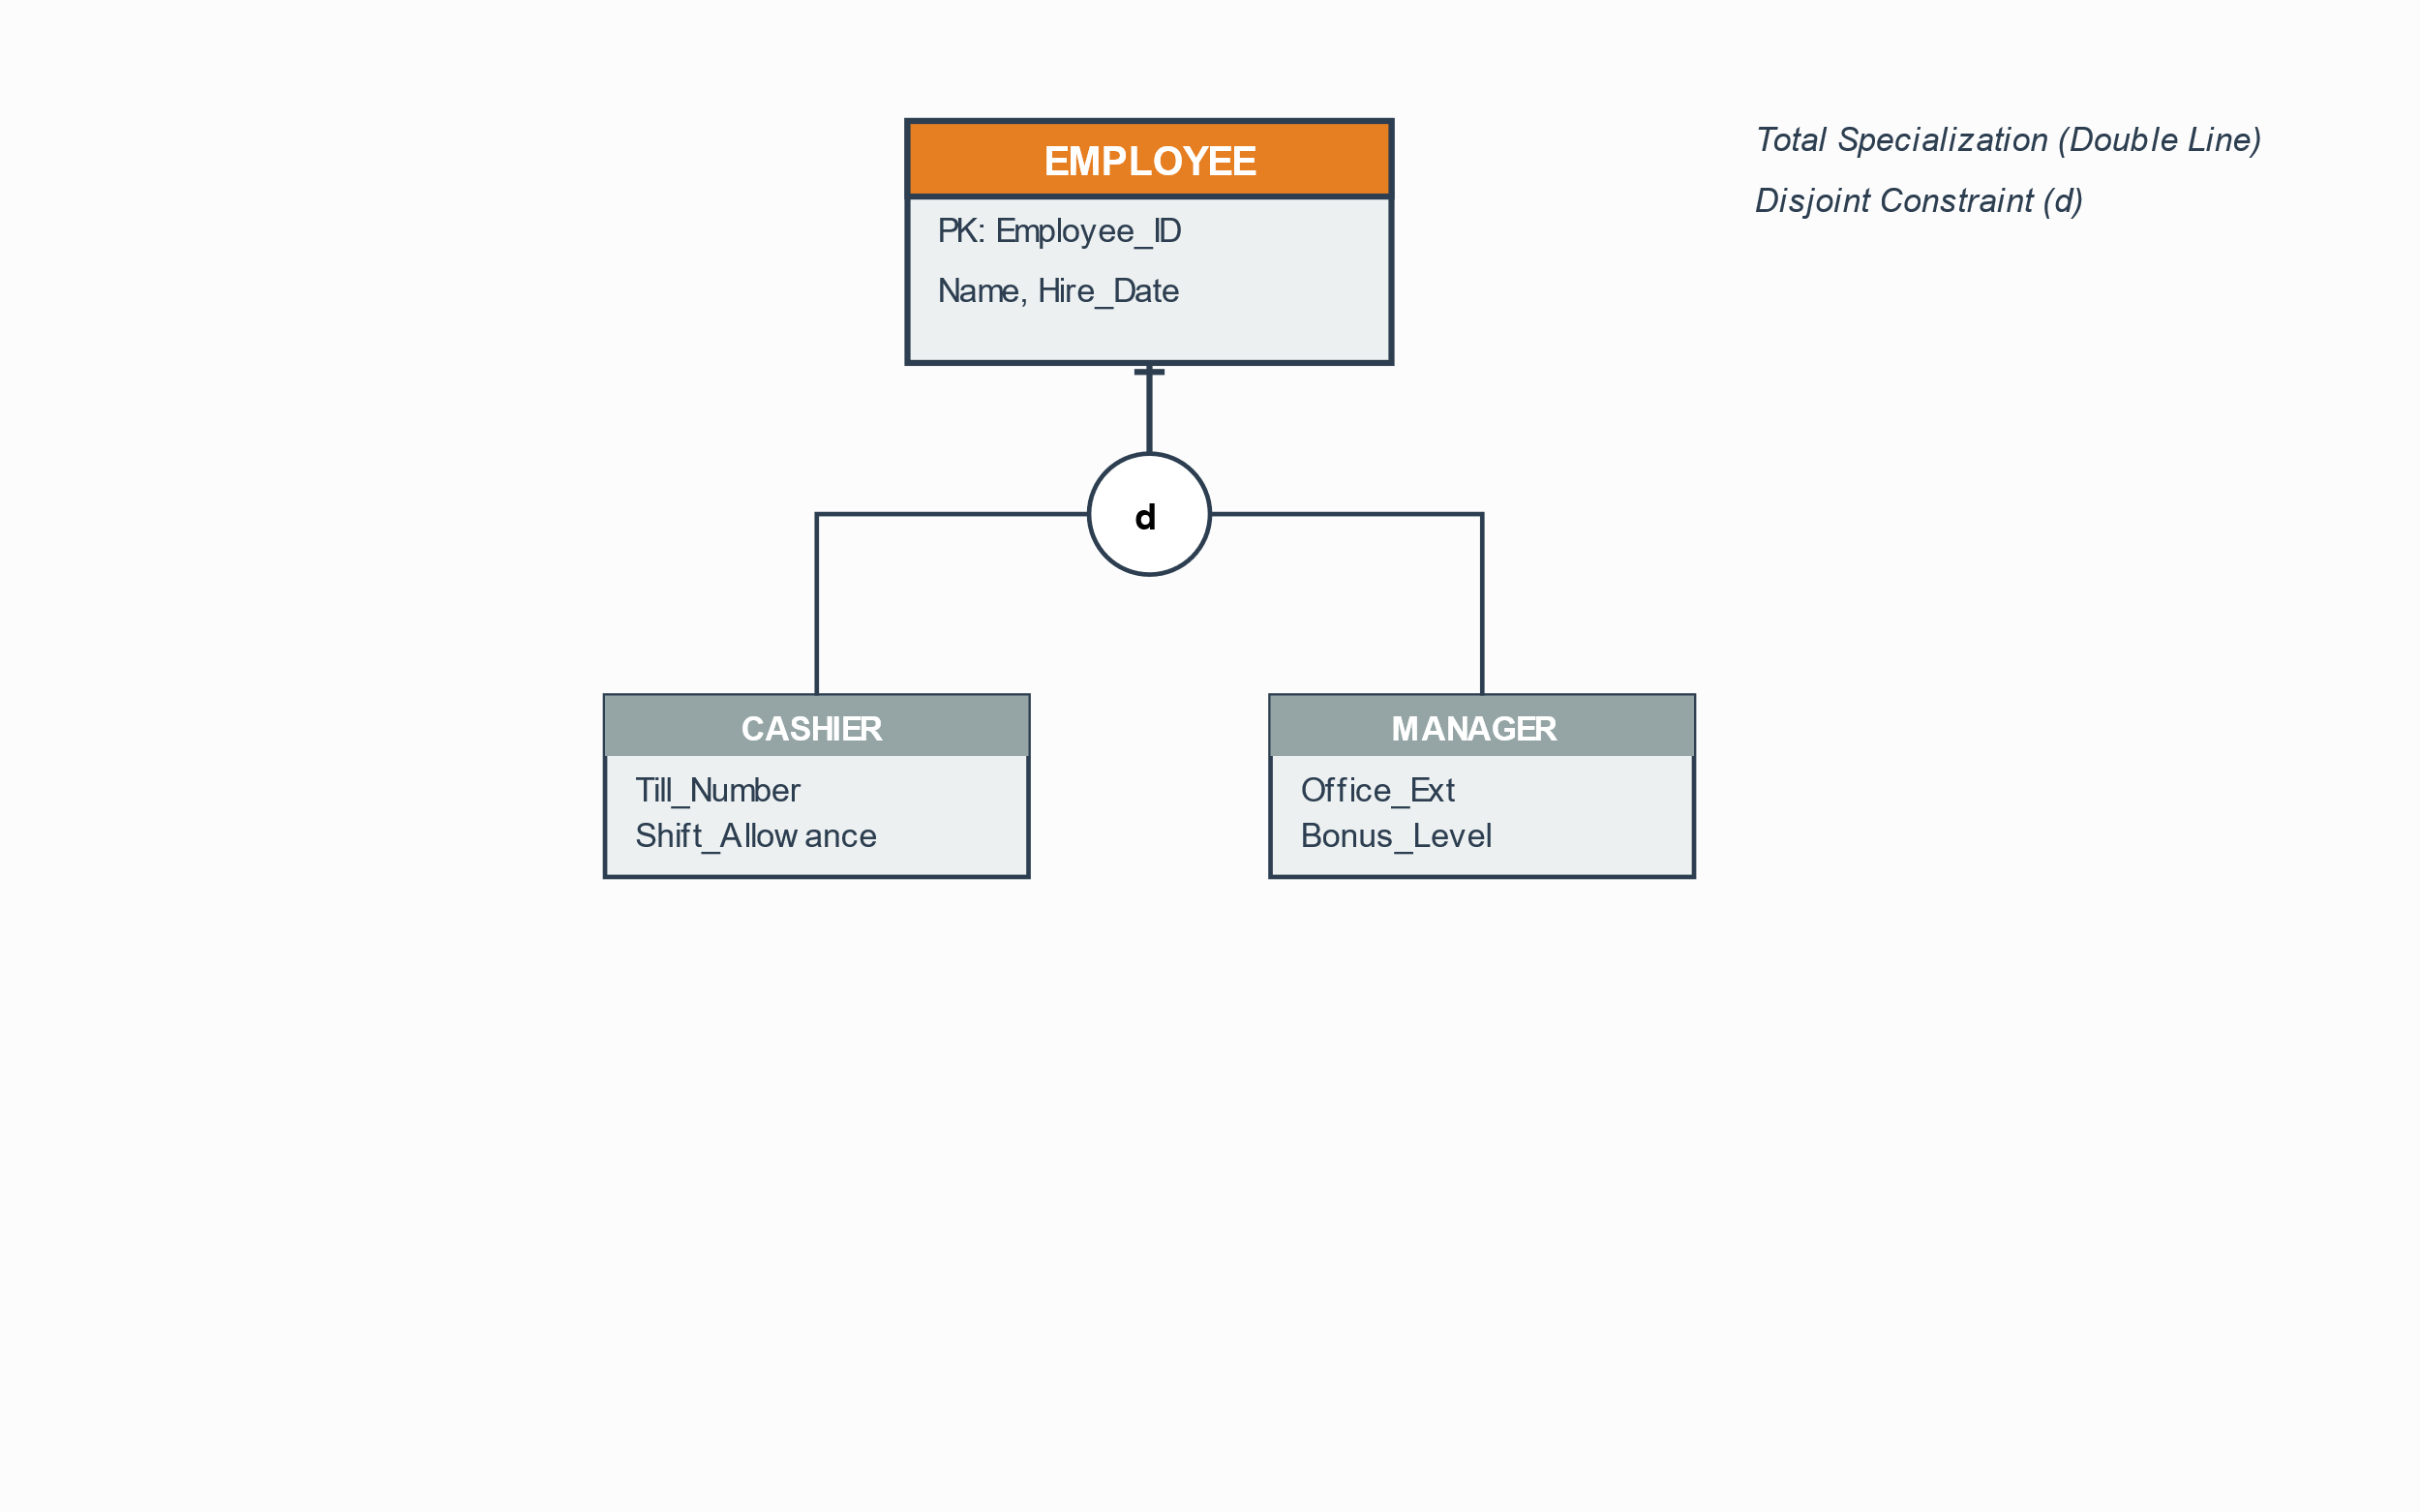 EMPLOYEE
PK: Employee_ID
Name, Hire_Date
Total Specialization (Double Line)
Disjoint Constraint (d)
d
CASHIER
Till_Number
Shift_Allowance
MANAGER
Office_Ext
Bonus_Level